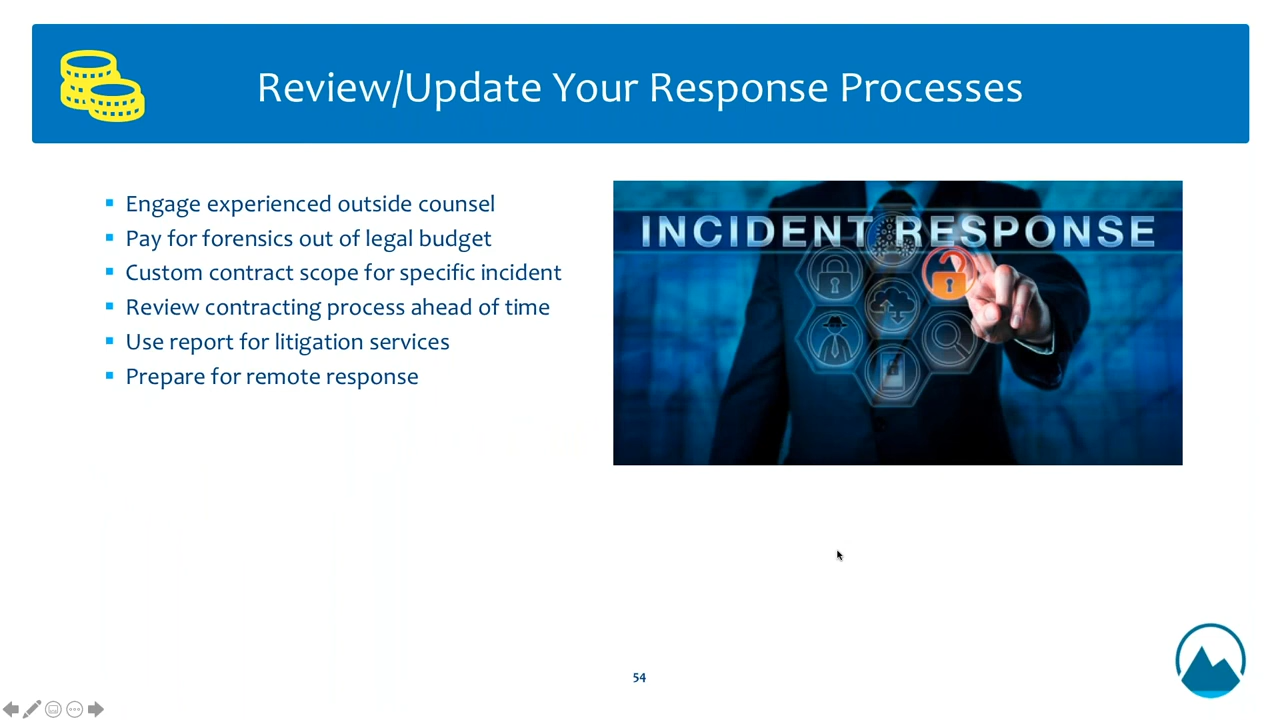 Review/Update Your Response Processes
Engage experienced outside counsel
Pay for forensics out of legal budget
Custom contract scope for specific incident
Review contracting process ahead of time
Use report for litigation services
Prepare for remote response
INCIDENT RESPONSE
54